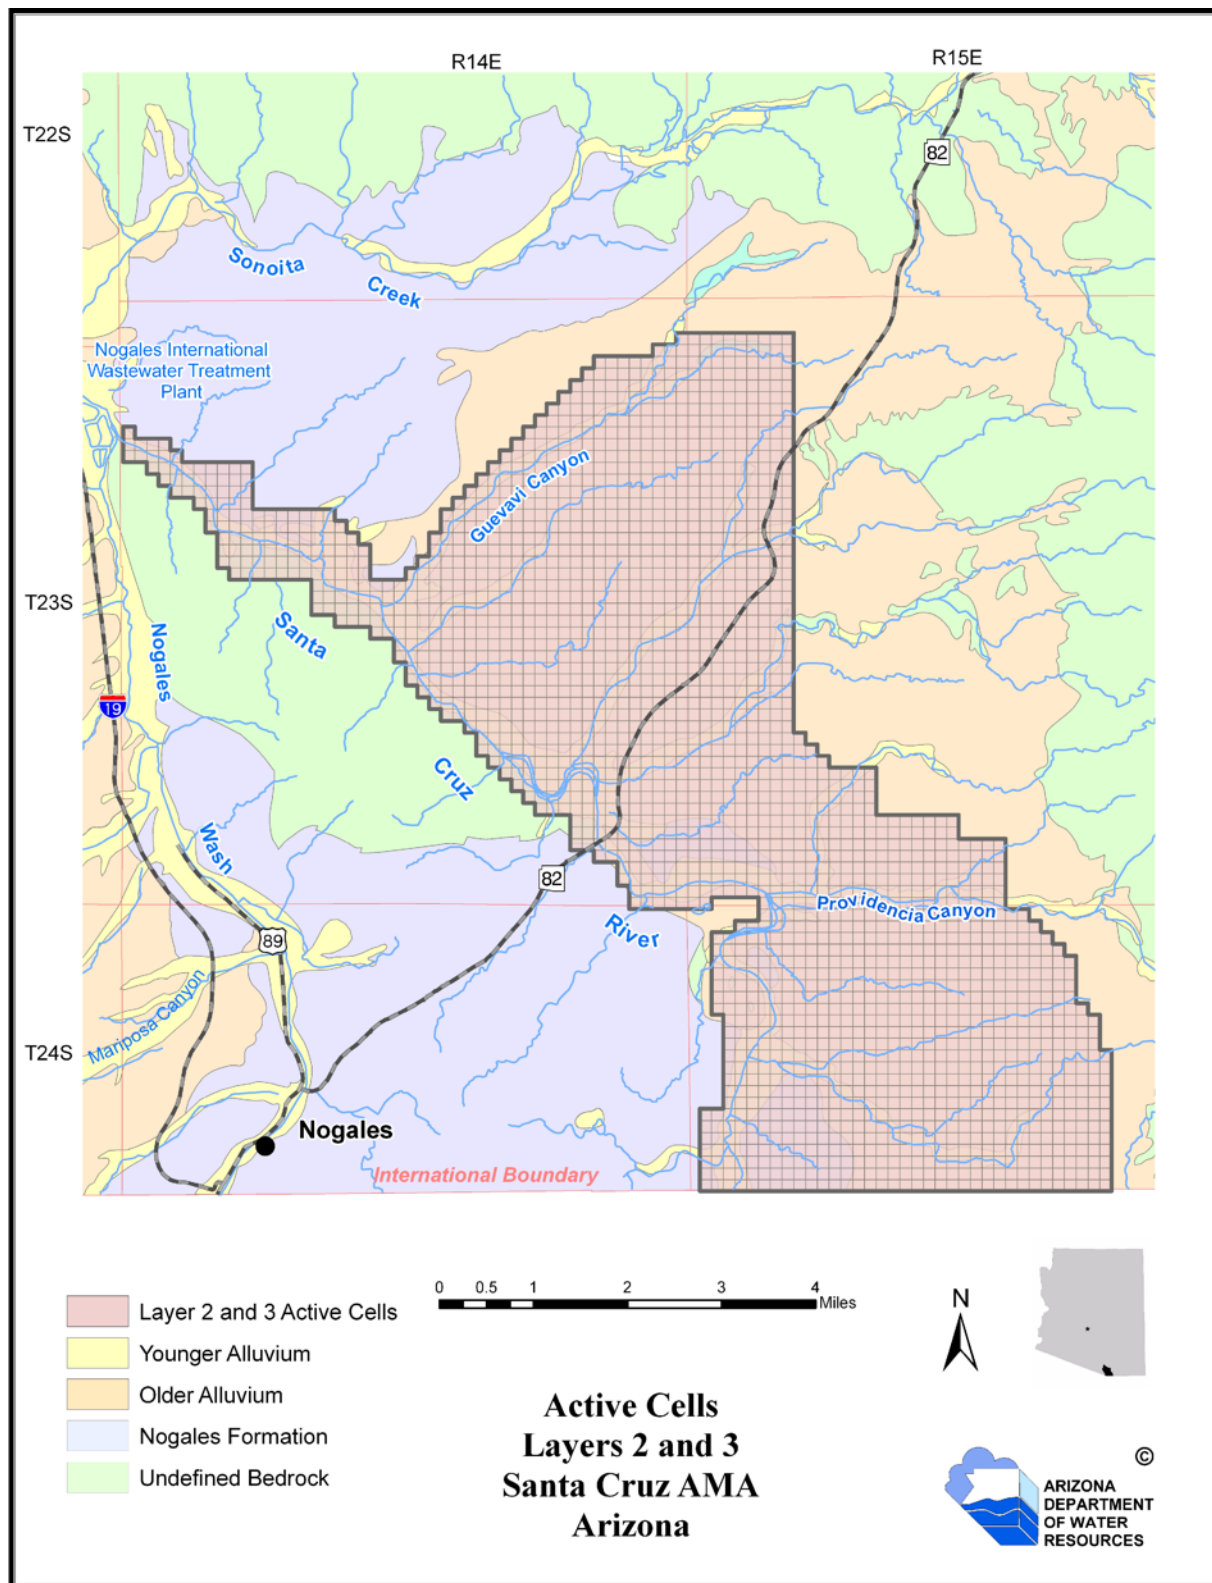 R14E
R15E
T22S
82
Sonoita
Creek
Nogales International
Wastewater Treatment
Plant
Guevavi Canyon
T23S
Santa
Nogales
19
Cruz
Wash
82
Providencia Canyon
River
89
Mariposa Canyon
T24S
Nogales
International Boundary
0 0.5 1 2 3 4
Miles
N
Layer 2 and 3 Active Cells
Younger Alluvium
Older Alluvium
Nogales Formation
Undefined Bedrock
Active Cells
Layers 2 and 3
Santa Cruz AMA
Arizona
©
ARIZONA
DEPARTMENT
OF WATER
RESOURCES